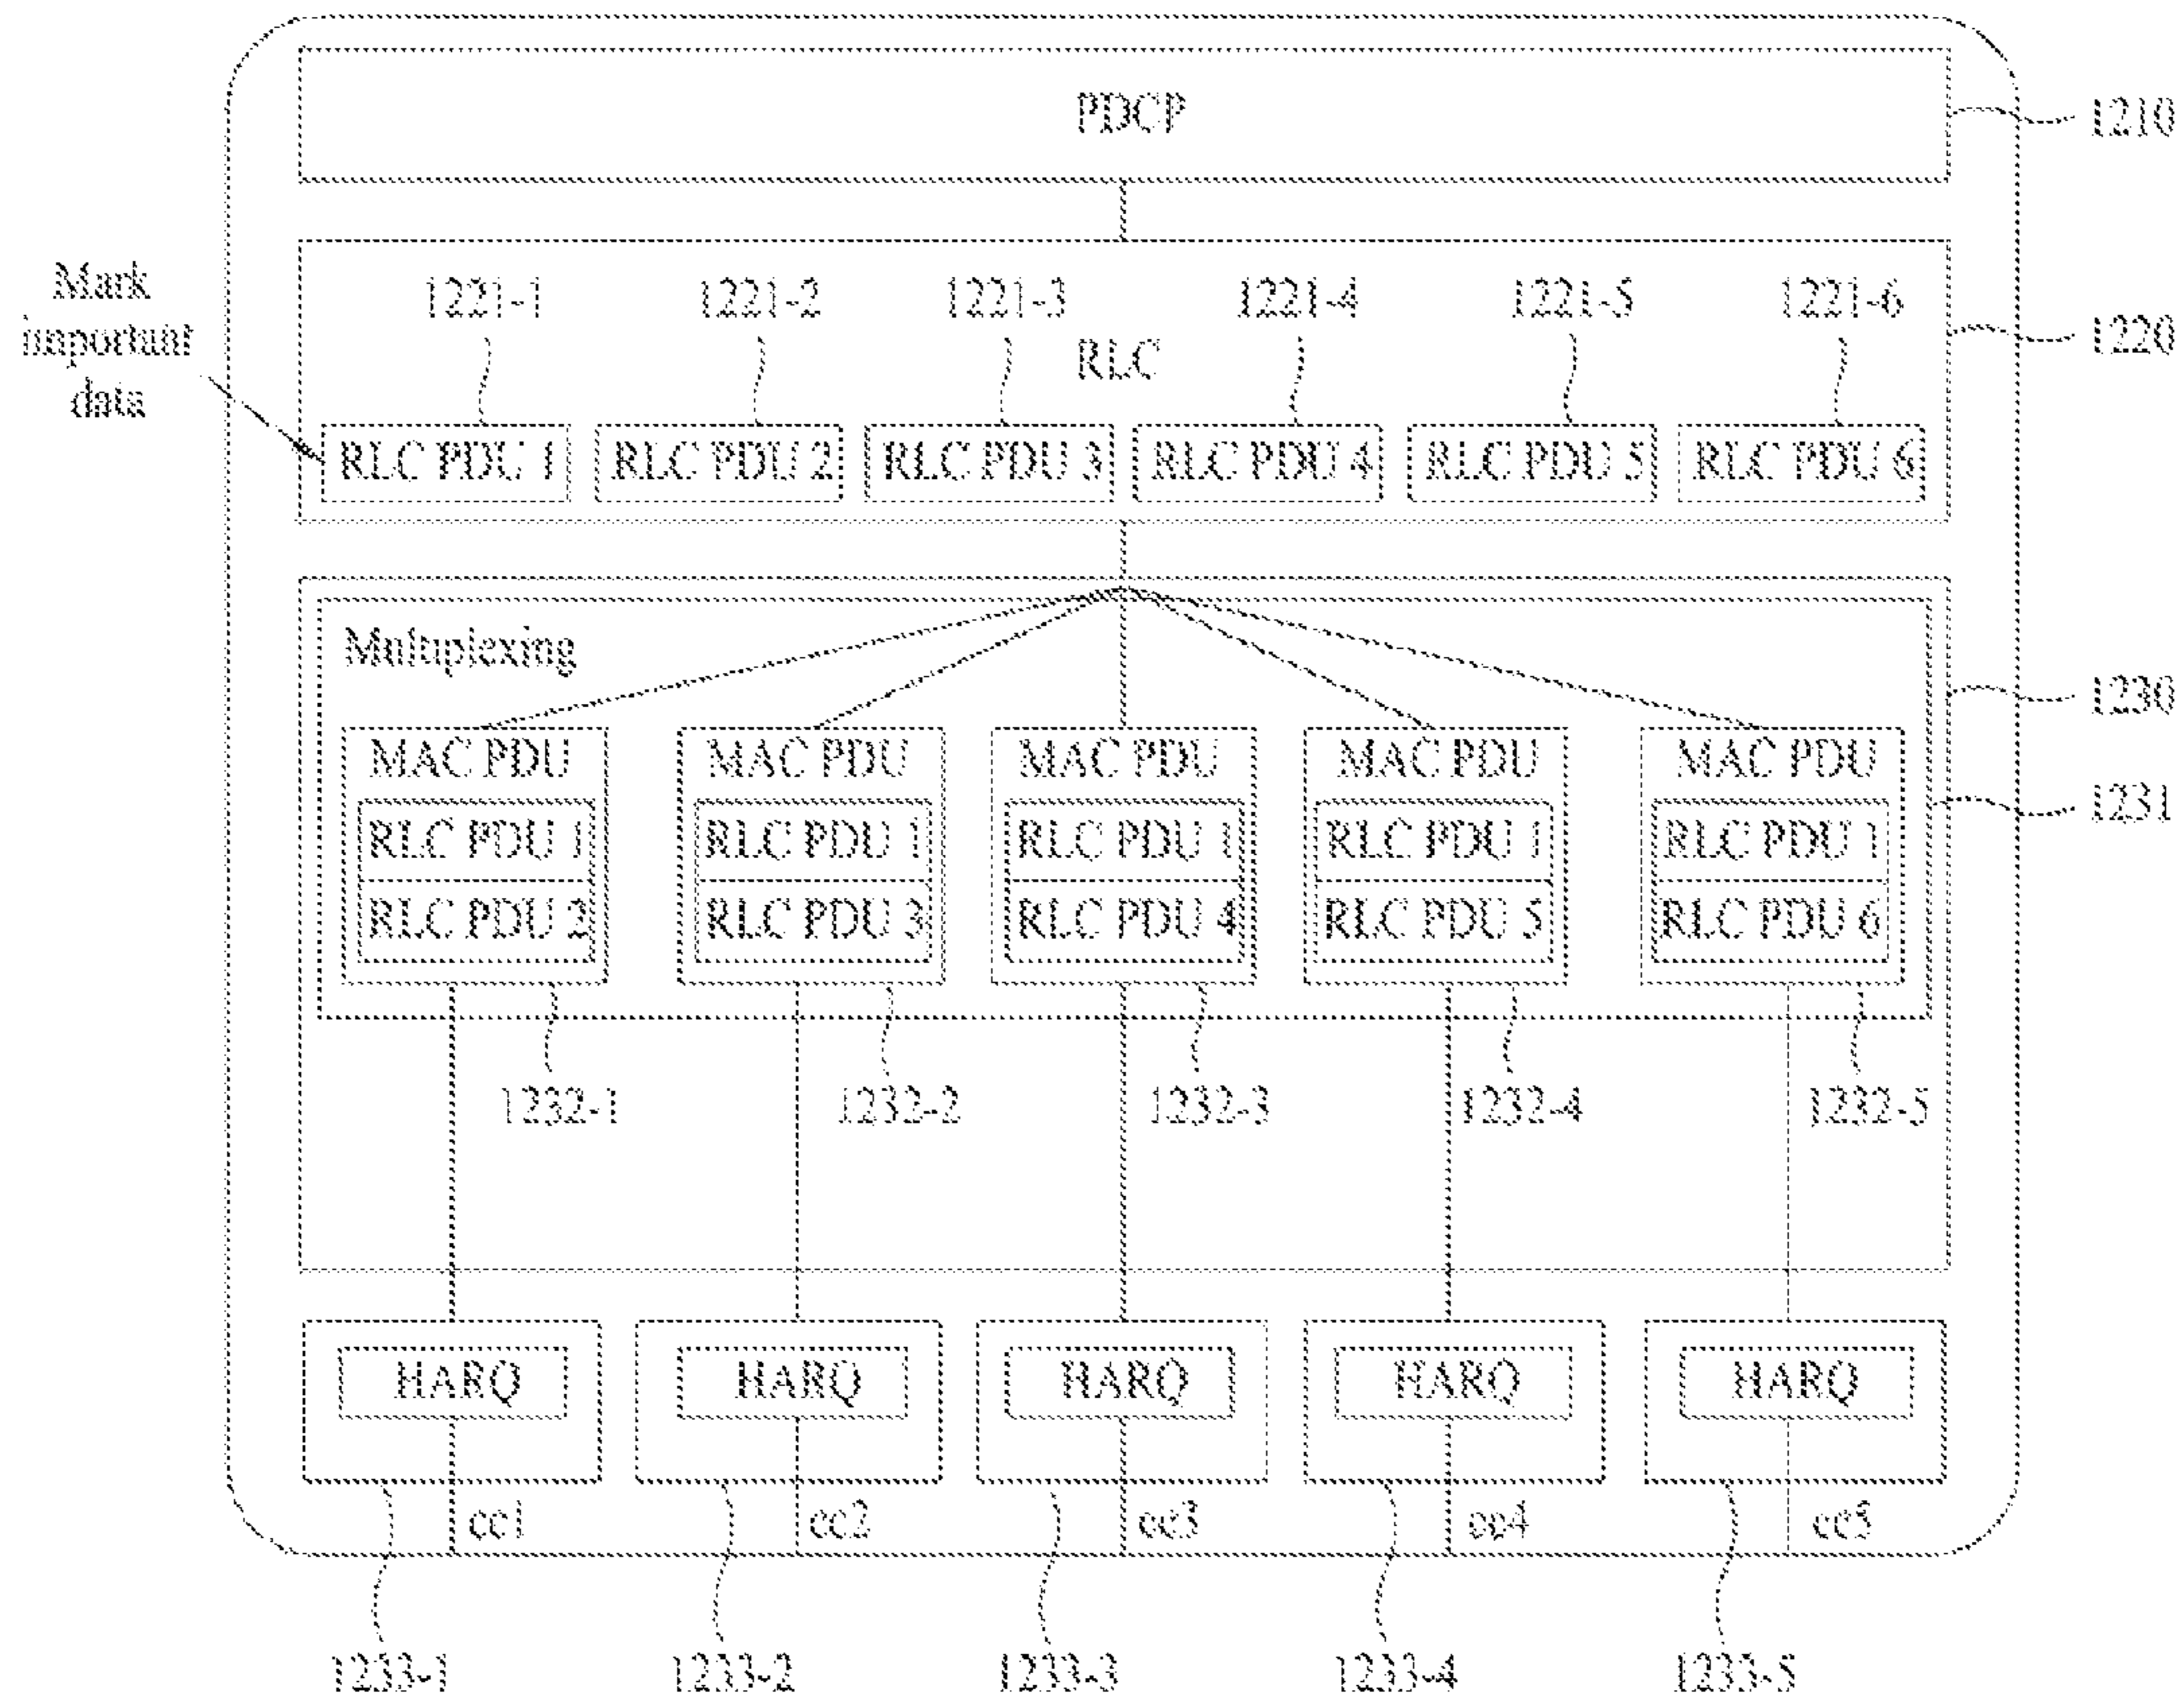 PDCP
1210
Mark
important
data
1221-1 1221-2 1221-3 1221-4 1221-5 1221-6
1220
RLC
RLC PDU 1 RLC PDU 2 RLC PDU 3 RLC PDU 4 RLC PDU 5 RLC PDU 6
Multiplexing
1230
MAC PDU MAC PDU MAC PDU MAC PDU MAC PDU
1231
RLC PDU 1 RLC PDU 1 RLC PDU 1 RLC PDU 1 RLC PDU 1
RLC PDU 2 RLC PDU 3 RLC PDU 4 RLC PDU 5 RLC PDU 6
1232-1 1232-2 1232-3 1232-4 1232-5
HARQ HARQ HARQ HARQ HARQ
cc1 cc2 cc3 cc4 cc5
1233-1 1233-2 1233-3 1233-4 1233-5